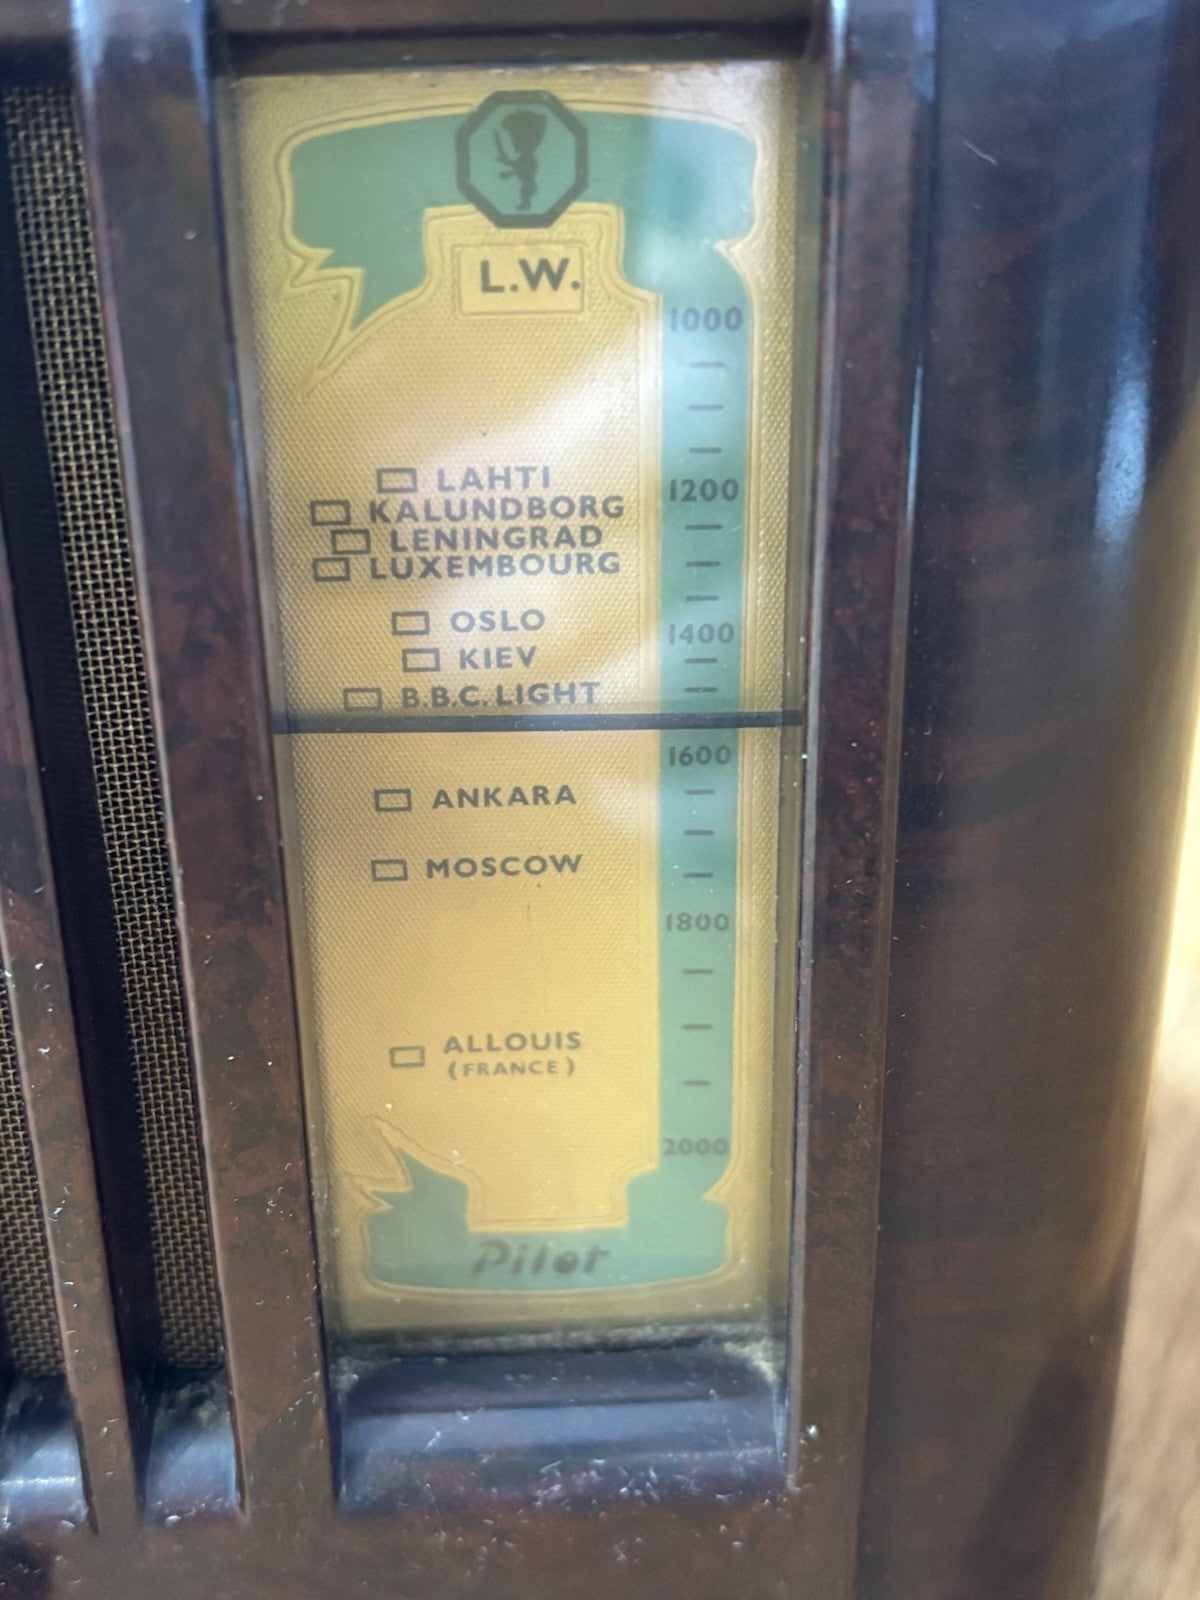 L.W.
1000
LAHTI
1200
KALUNDBORG
LENINGRAD
LUXEMBOURG
OSLO
1400
KIEV
B.B.C. LIGHT
1600
ANKARA
MOSCOW
1800
ALLOUIS
(FRANCE)
2000
Pilot